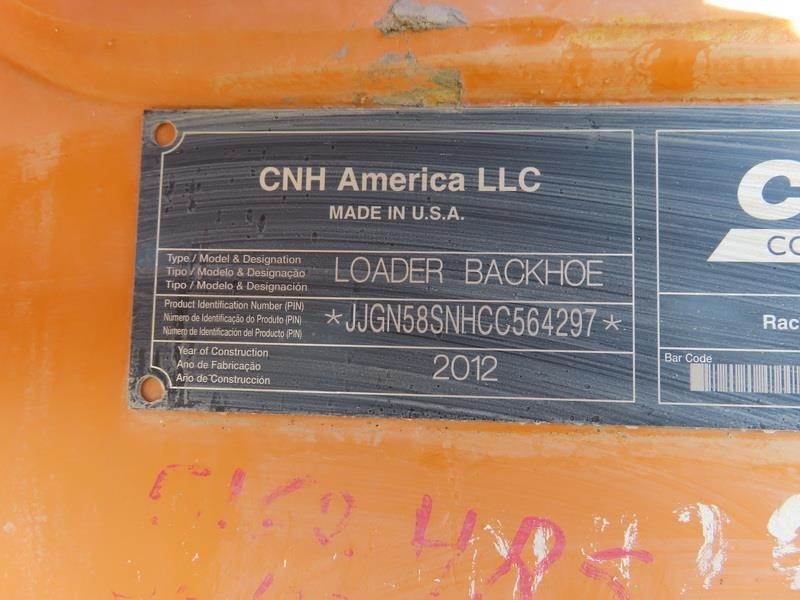 CNH America LLC
MADE IN U.S.A.
Type / Model & Designation
Tipo / Modelo & Designação
Tipo / Modelo & Designación
LOADER BACKHOE
Product Identification Number (PIN)
Número de Identificação do Produto (PIN)
Número de Identificación del Producto (PIN)
*JJGN58SNHCC564297*
Year of Construction
Ano de Fabricação
Año de Construcción
2012
C
CO
Rac
Bar Code